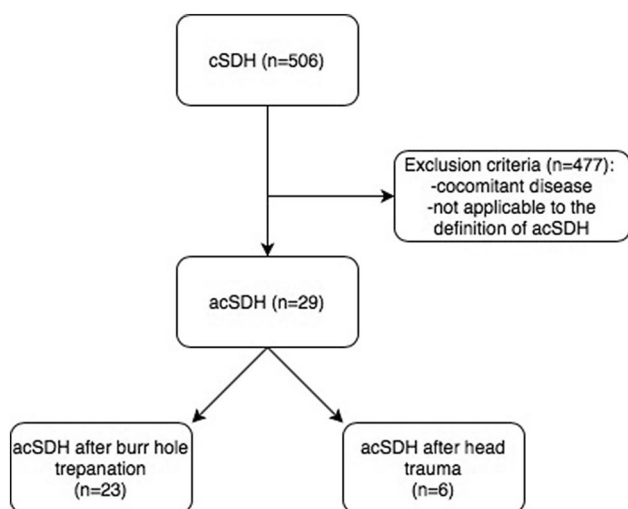 cSDH (n=506)
Exclusion criteria (n=477):
-cocomitant disease
-not applicable to the
definition of acSDH
acSDH (n=29)
acSDH after burr hole
trepanation
(n=23)
acSDH after head
trauma
(n=6)